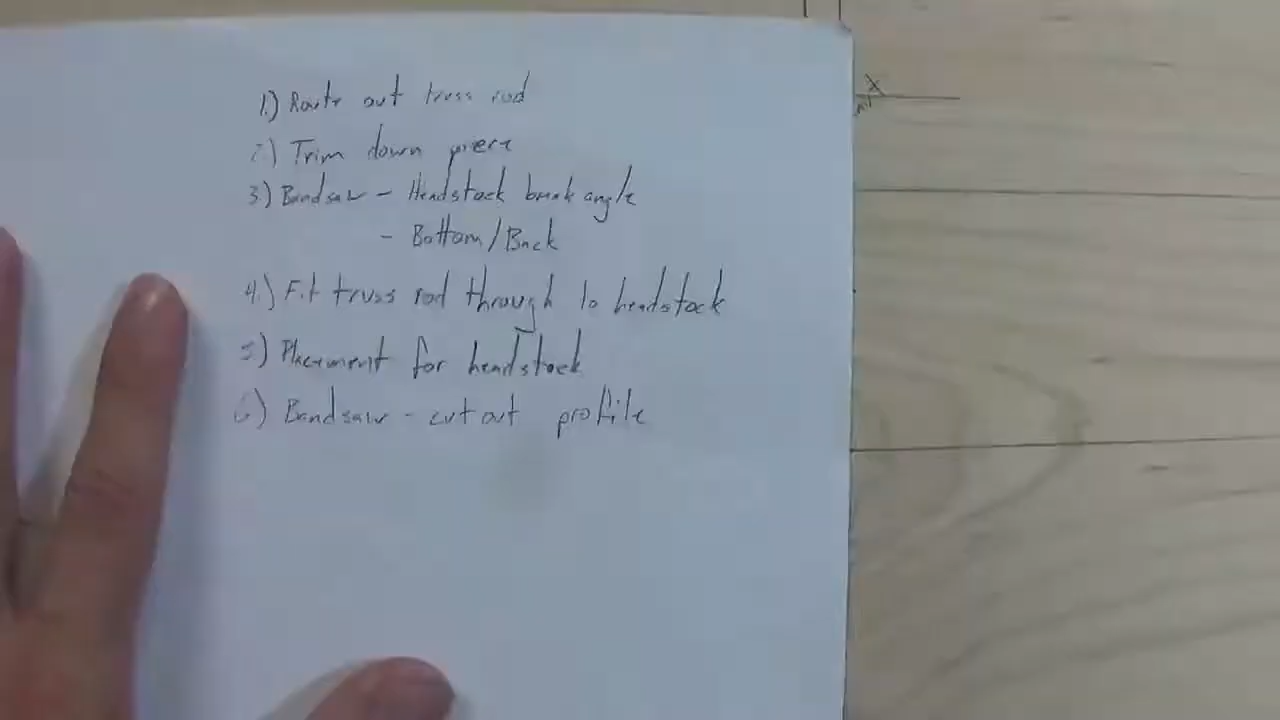 1.) Route out truss rod
2.) Trim down piece
3.) Bandsaw - Headstock break angle
- Bottom/Back
4.) Fit truss rod through to headstock
5.) Placement for headstock
6.) Bandsaw - cut out profile
X